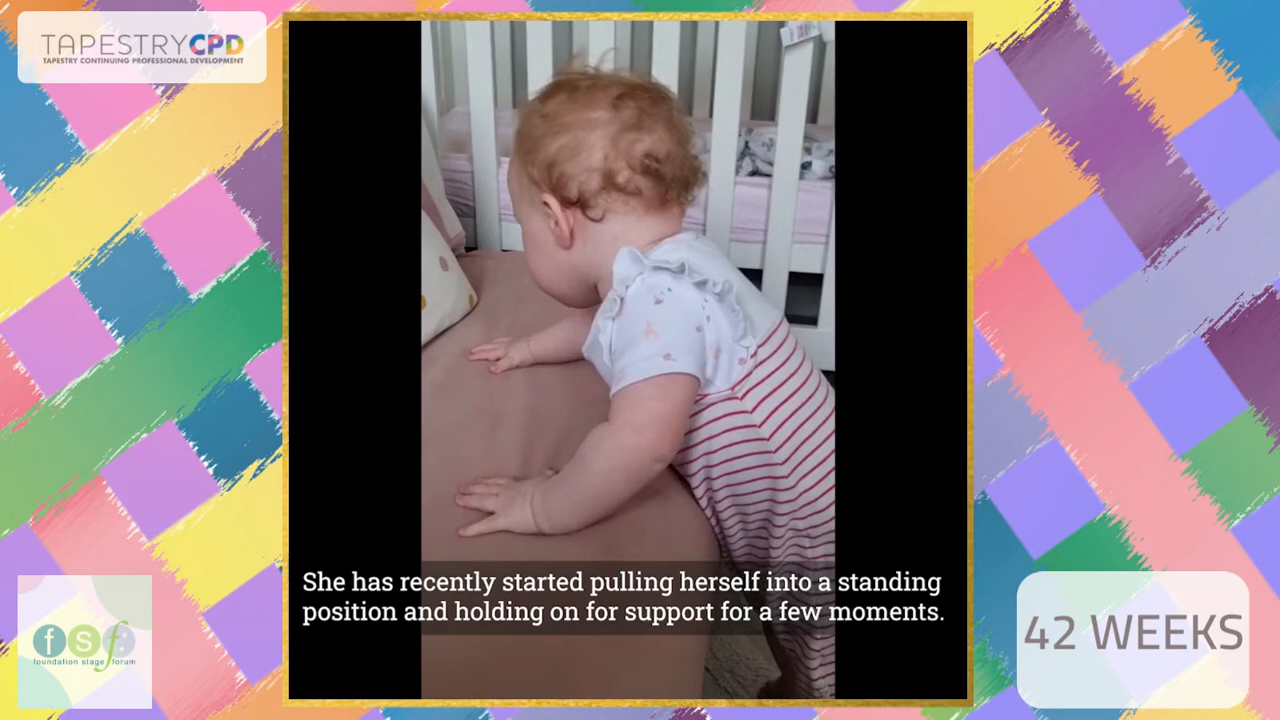 TAPESTRYCPD
TAPESTRY CONTINUING PROFESSIONAL DEVELOPMENT
She has recently started pulling herself into a standing
position and holding on for support for a few moments.
fsf
foundation stage forum
42 WEEKS